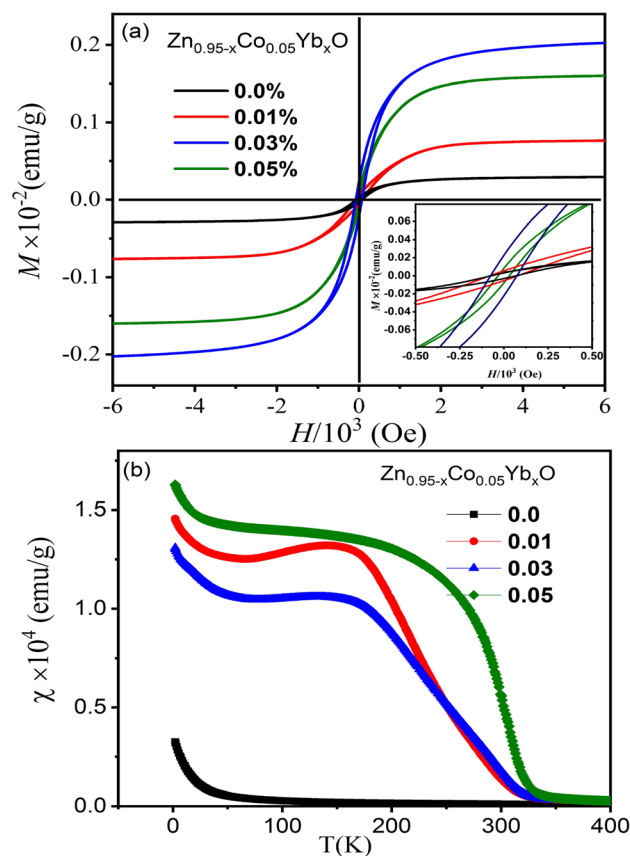 (a)
Zn0.95-xCo0.05YbxO
0.0%
0.01%
0.03%
0.05%
0.2
0.1
0.0
-0.1
-0.2
M ×10-2(emu/g)
-6 -4 -2 0 2 4 6
H/103 (Oe)
0.06
0.04
0.02
0.00
-0.02
-0.04
-0.06
M ×10-2(emu/g)
-0.50 -0.25 0.00 0.25 0.50
H/103 (Oe)
(b)
Zn0.95-xCo0.05YbxO
0.0
0.01
0.03
0.05
1.5
1.0
0.5
0.0
χ ×104 (emu/g)
0 100 200 300 400
T(K)